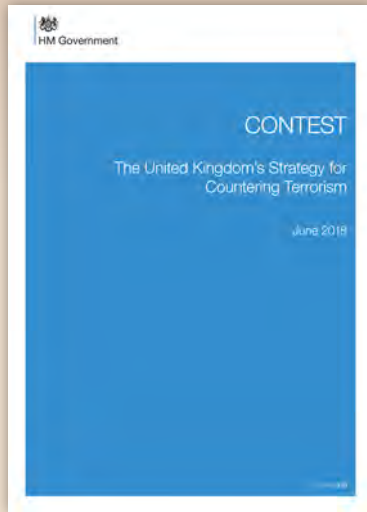 HM Government
CONTEST
The United Kingdom's Strategy for
Countering Terrorism
June 2018